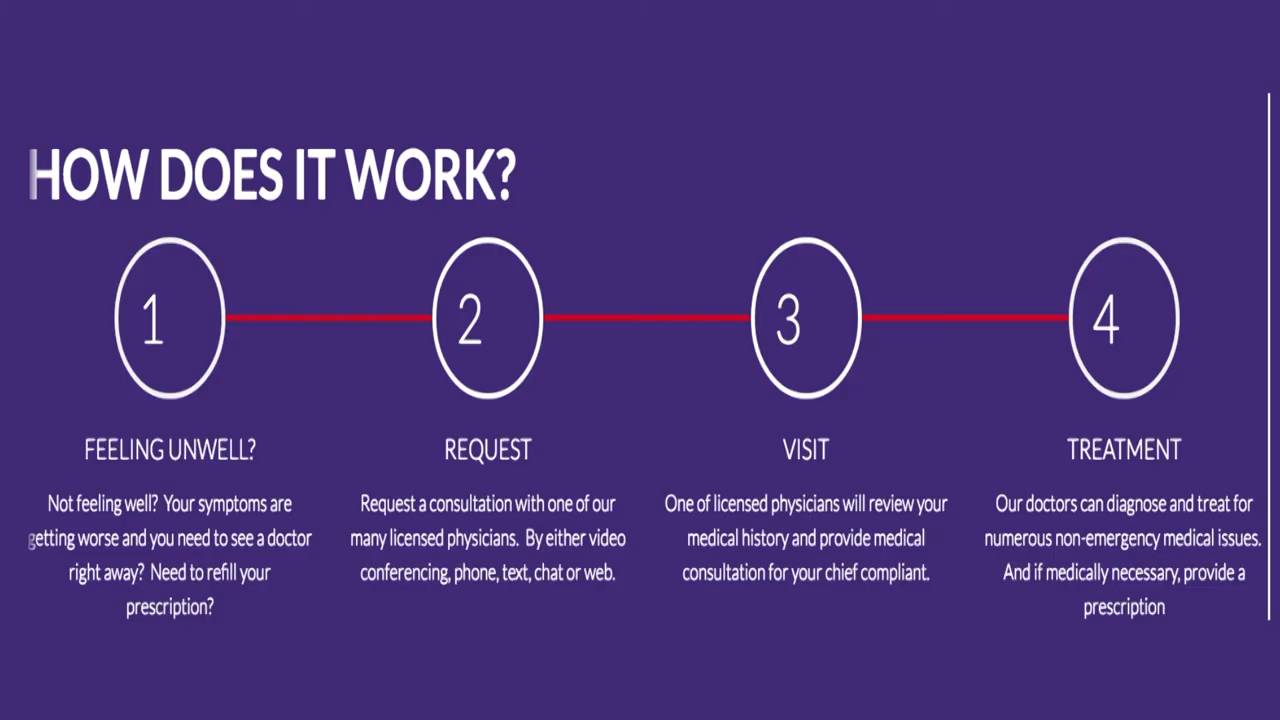 HOW DOES IT WORK?
1
2
3
4
FEELING UNWELL?
Not feeling well? Your symptoms are
getting worse and you need to see a doctor
right away? Need to refill your
prescription?
REQUEST
Request a consultation with one of our
many licensed physicians. By either video
conferencing, phone, text, chat or web.
VISIT
One of licensed physicians will review your
medical history and provide medical
consultation for your chief compliant.
TREATMENT
Our doctors can diagnose and treat for
numerous non-emergency medical issues.
And if medically necessary, provide a
prescription